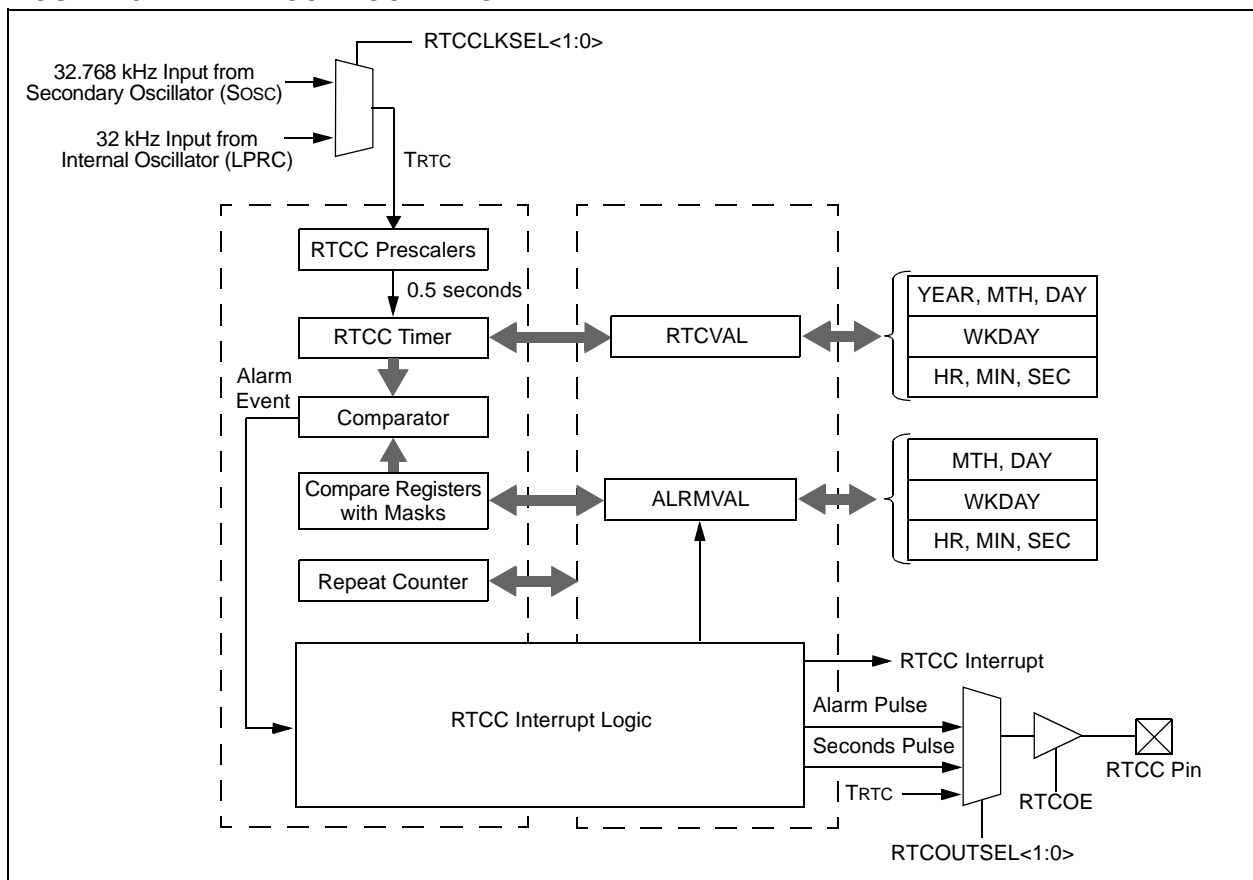 RTCCLKSEL<1:0>
32.768 kHz Input from
Secondary Oscillator (SOSC)
32 kHz Input from
Internal Oscillator (LPRC)
TRTC
RTCC Prescalers
0.5 seconds
RTCC Timer
RTCVAL
YEAR, MTH, DAY
WKDAY
HR, MIN, SEC
Alarm
Event
Comparator
Compare Registers
with Masks
ALRMVAL
MTH, DAY
WKDAY
HR, MIN, SEC
Repeat Counter
RTCC Interrupt Logic
RTCC Interrupt
Alarm Pulse
Seconds Pulse
TRTC
RTCC Pin
RTCOE
RTCOUTSEL<1:0>